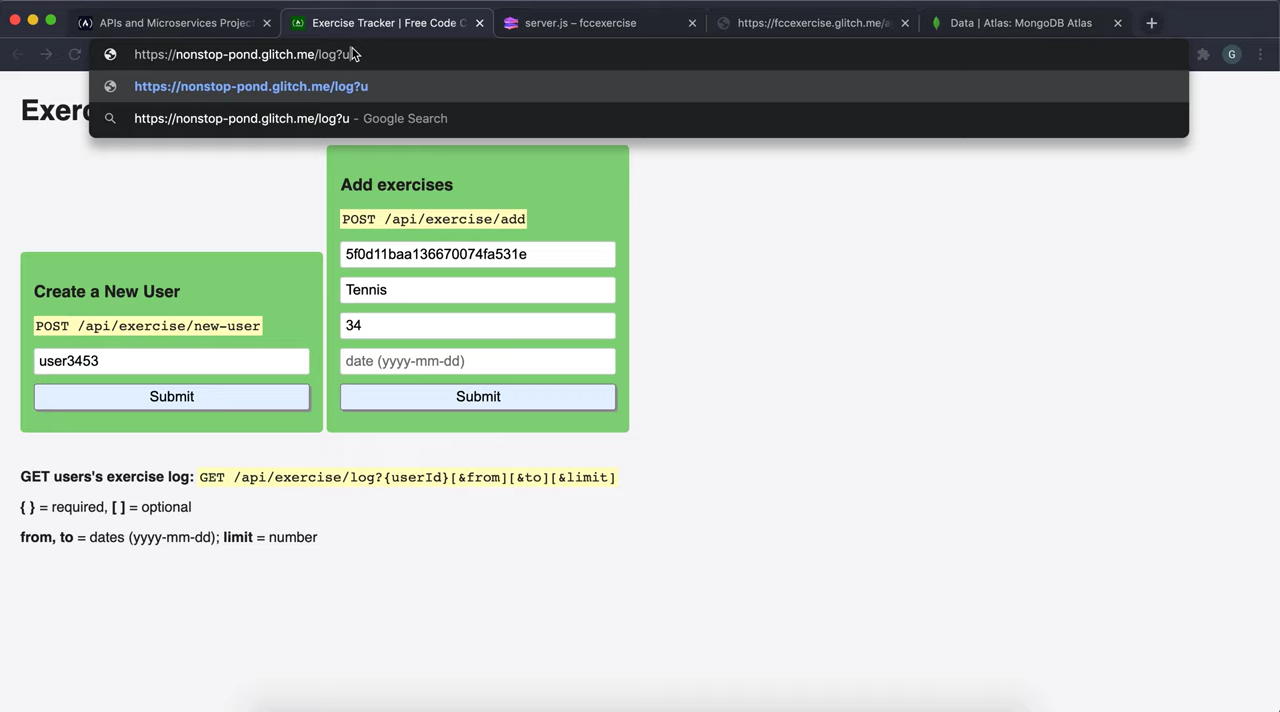 APIs and Microservices Project
Exercise Tracker | Free Code C
server.js – fccexercise
https://fccexercise.glitch.me/a
Data | Atlas: MongoDB Atlas
https://nonstop-pond.glitch.me/log?u
G
https://nonstop-pond.glitch.me/log?u
https://nonstop-pond.glitch.me/log?u - Google Search
Exerc
Add exercises
POST /api/exercise/add
5f0d11baa136670074fa531e
Tennis
34
date (yyyy-mm-dd)
Submit
Create a New User
POST /api/exercise/new-user
user3453
Submit
GET users's exercise log: GET /api/exercise/log?{userId}[&from][&to][&limit]
{ } = required, [ ] = optional
from, to = dates (yyyy-mm-dd); limit = number